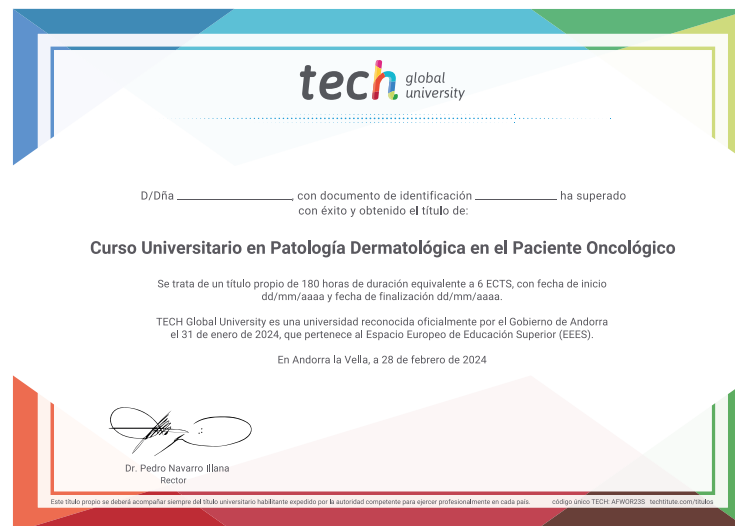 tech global university
D/Dña ________________, con documento de identificación ____________ ha superado
con éxito y obtenido el título de:
Curso Universitario en Patología Dermatológica en el Paciente Oncológico
Se trata de un título propio de 180 horas de duración equivalente a 6 ECTS, con fecha de inicio
dd/mm/aaaa y fecha de finalización dd/mm/aaaa.
TECH Global University es una universidad reconocida oficialmente por el Gobierno de Andorra
el 31 de enero de 2024, que pertenece al Espacio Europeo de Educación Superior (EEES).
En Andorra la Vella, a 28 de febrero de 2024
Dr. Pedro Navarro Illana
Rector
Este título propio se deberá acompañar siempre del título universitario habilitante expedido por la autoridad competente para ejercer profesionalmente en cada país. código único TECH: AFWOR23S techtitute.com/titulos